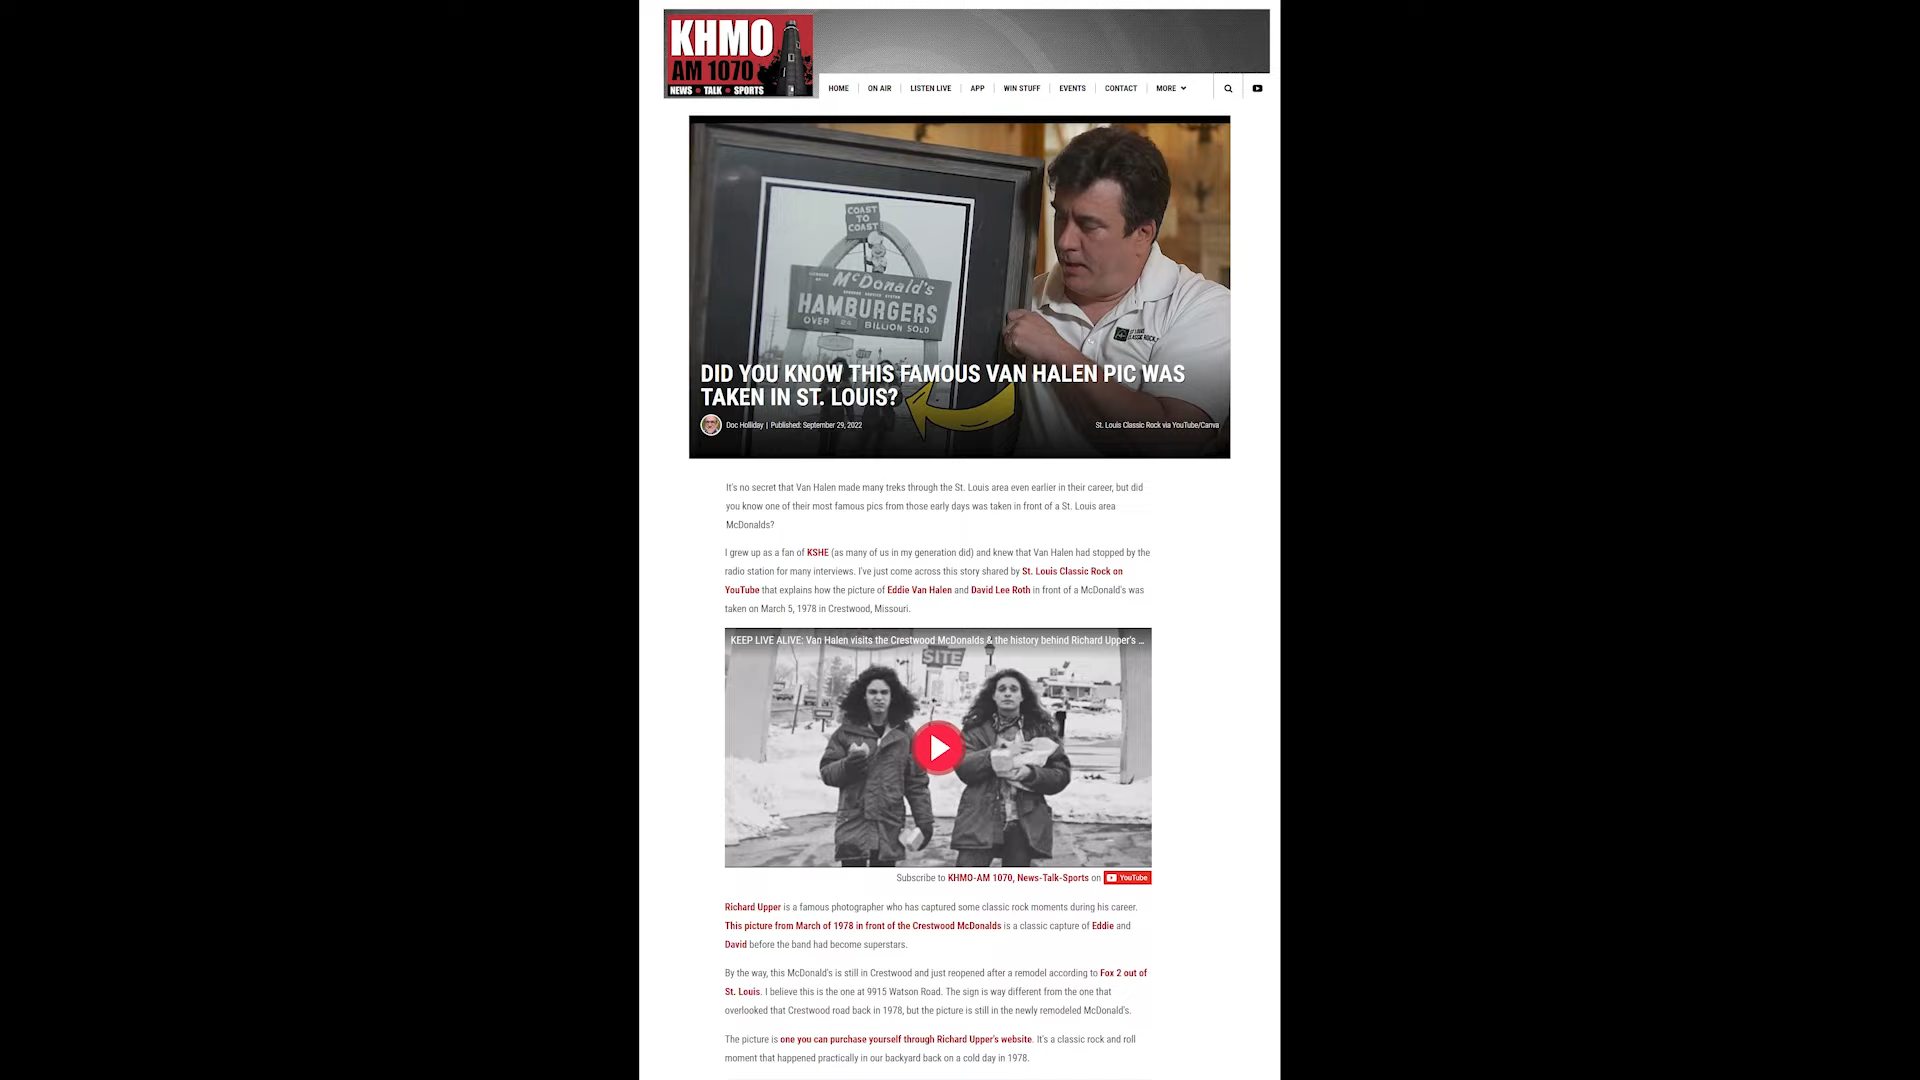 KHMO
AM 1070
NEWS • TALK • SPORTS
HOME
ON AIR
LISTEN LIVE
APP
WIN STUFF
EVENTS
CONTACT
MORE
COAST
TO
COAST
McDonald's
HAMBURGERS
OVER 24 BILLION SOLD
ST. LOUIS
CLASSIC ROCK
DID YOU KNOW THIS FAMOUS VAN HALEN PIC WAS
TAKEN IN ST. LOUIS?
Doc Holliday | Published: September 29, 2022
St. Louis Classic Rock via YouTube/Canva
It's no secret that Van Halen made many treks through the St. Louis area even earlier in their career, but did
you know one of their most famous pics from those early days was taken in front of a St. Louis area
McDonalds?
I grew up as a fan of KSHE (as many of us in my generation did) and knew that Van Halen had stopped by the
radio station for many interviews. I've just come across this story shared by St. Louis Classic Rock on
YouTube that explains how the picture of Eddie Van Halen and David Lee Roth in front of a McDonald's was
taken on March 5, 1978 in Crestwood, Missouri.
KEEP LIVE ALIVE: Van Halen visits the Crestwood McDonalds & the history behind Richard Upper's ...
SITE
Subscribe to KHMO-AM 1070, News-Talk-Sports on YouTube
Richard Upper is a famous photographer who has captured some classic rock moments during his career.
This picture from March of 1978 in front of the Crestwood McDonalds is a classic capture of Eddie and
David before the band had become superstars.
By the way, this McDonald's is still in Crestwood and just reopened after a remodel according to Fox 2 out of
St. Louis. I believe this is the one at 9915 Watson Road. The sign is way different from the one that
overlooked that Crestwood road back in 1978, but the picture is still in the newly remodeled McDonald's.
The picture is one you can purchase yourself through Richard Upper's website. It's a classic rock and roll
moment that happened practically in our backyard back on a cold day in 1978.